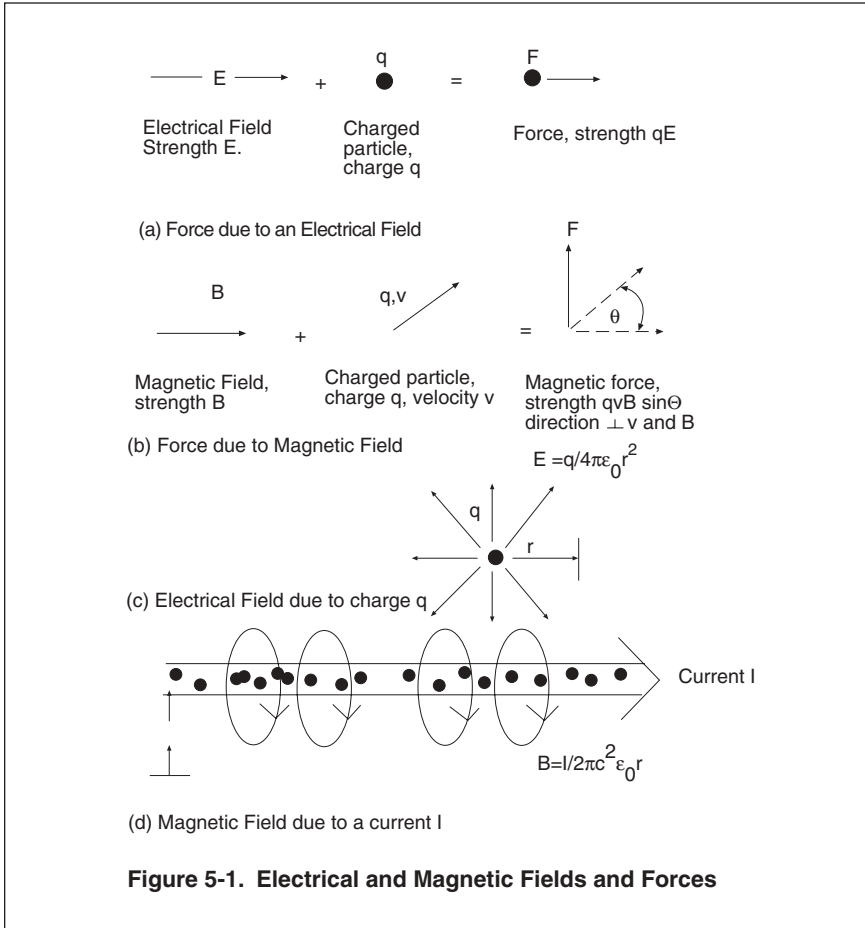 E + q = F
Electrical Field Strength E.
Charged particle, charge q
Force, strength qE
(a) Force due to an Electrical Field
F
B
q,v
+
=
θ
Magnetic Field, strength B
Charged particle, charge q, velocity v
Magnetic force, strength qvB sinΘ direction ⊥ v and B
(b) Force due to Magnetic Field
E =q/4πε₀r²
q
r
(c) Electrical Field due to charge q
Current I
B=I/2πc²ε₀r
(d) Magnetic Field due to a current I
Figure 5-1. Electrical and Magnetic Fields and Forces